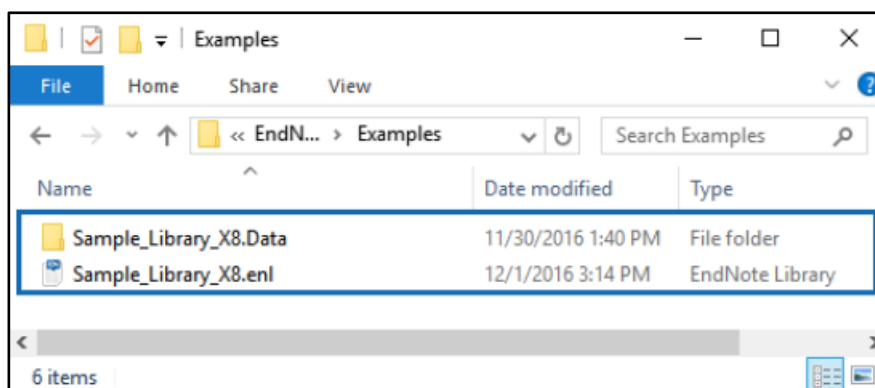 Examples
File Home Share View
« EndN... › Examples Search Examples
Name Date modified Type
Sample_Library_X8.Data 11/30/2016 1:40 PM File folder
Sample_Library_X8.enl 12/1/2016 3:14 PM EndNote Library
6 items